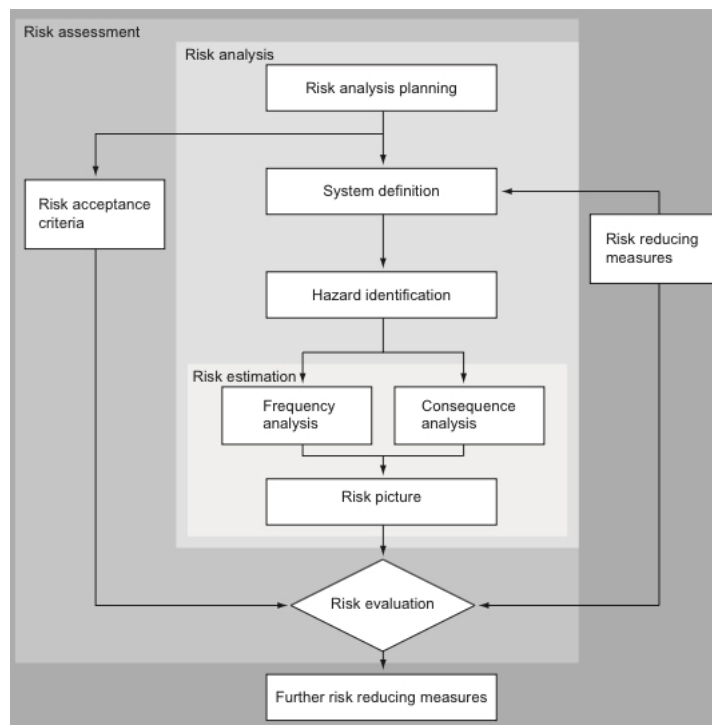 Risk assessment
Risk analysis
Risk analysis planning
Risk acceptance
criteria
System definition
Risk reducing
measures
Hazard identification
Risk estimation
Frequency
analysis
Consequence
analysis
Risk picture
Risk evaluation
Further risk reducing measures